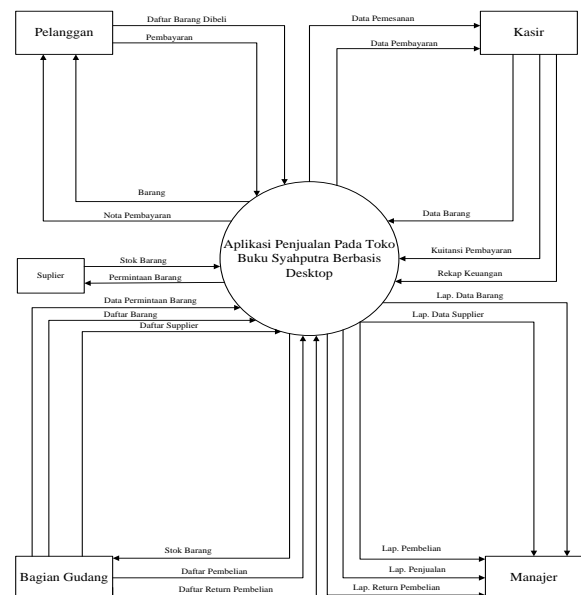 Pelanggan
Daftar Barang Dibeli
Pembayaran
Data Pemesanan
Data Pembayaran
Kasir
Barang
Nota Pembayaran
Data Barang
Kuitansi Pembayaran
Rekap Keuangan
Aplikasi Penjualan Pada Toko
Buku Syahputra Berbasis
Desktop
Suplier
Stok Barang
Permintaan Barang
Data Permintaan Barang
Daftar Barang
Daftar Supplier
Lap. Data Barang
Lap. Data Supplier
Bagian Gudang
Stok Barang
Daftar Pembelian
Daftar Return Pembelian
Lap. Pembelian
Lap. Penjualan
Lap. Return Pembelian
Manajer